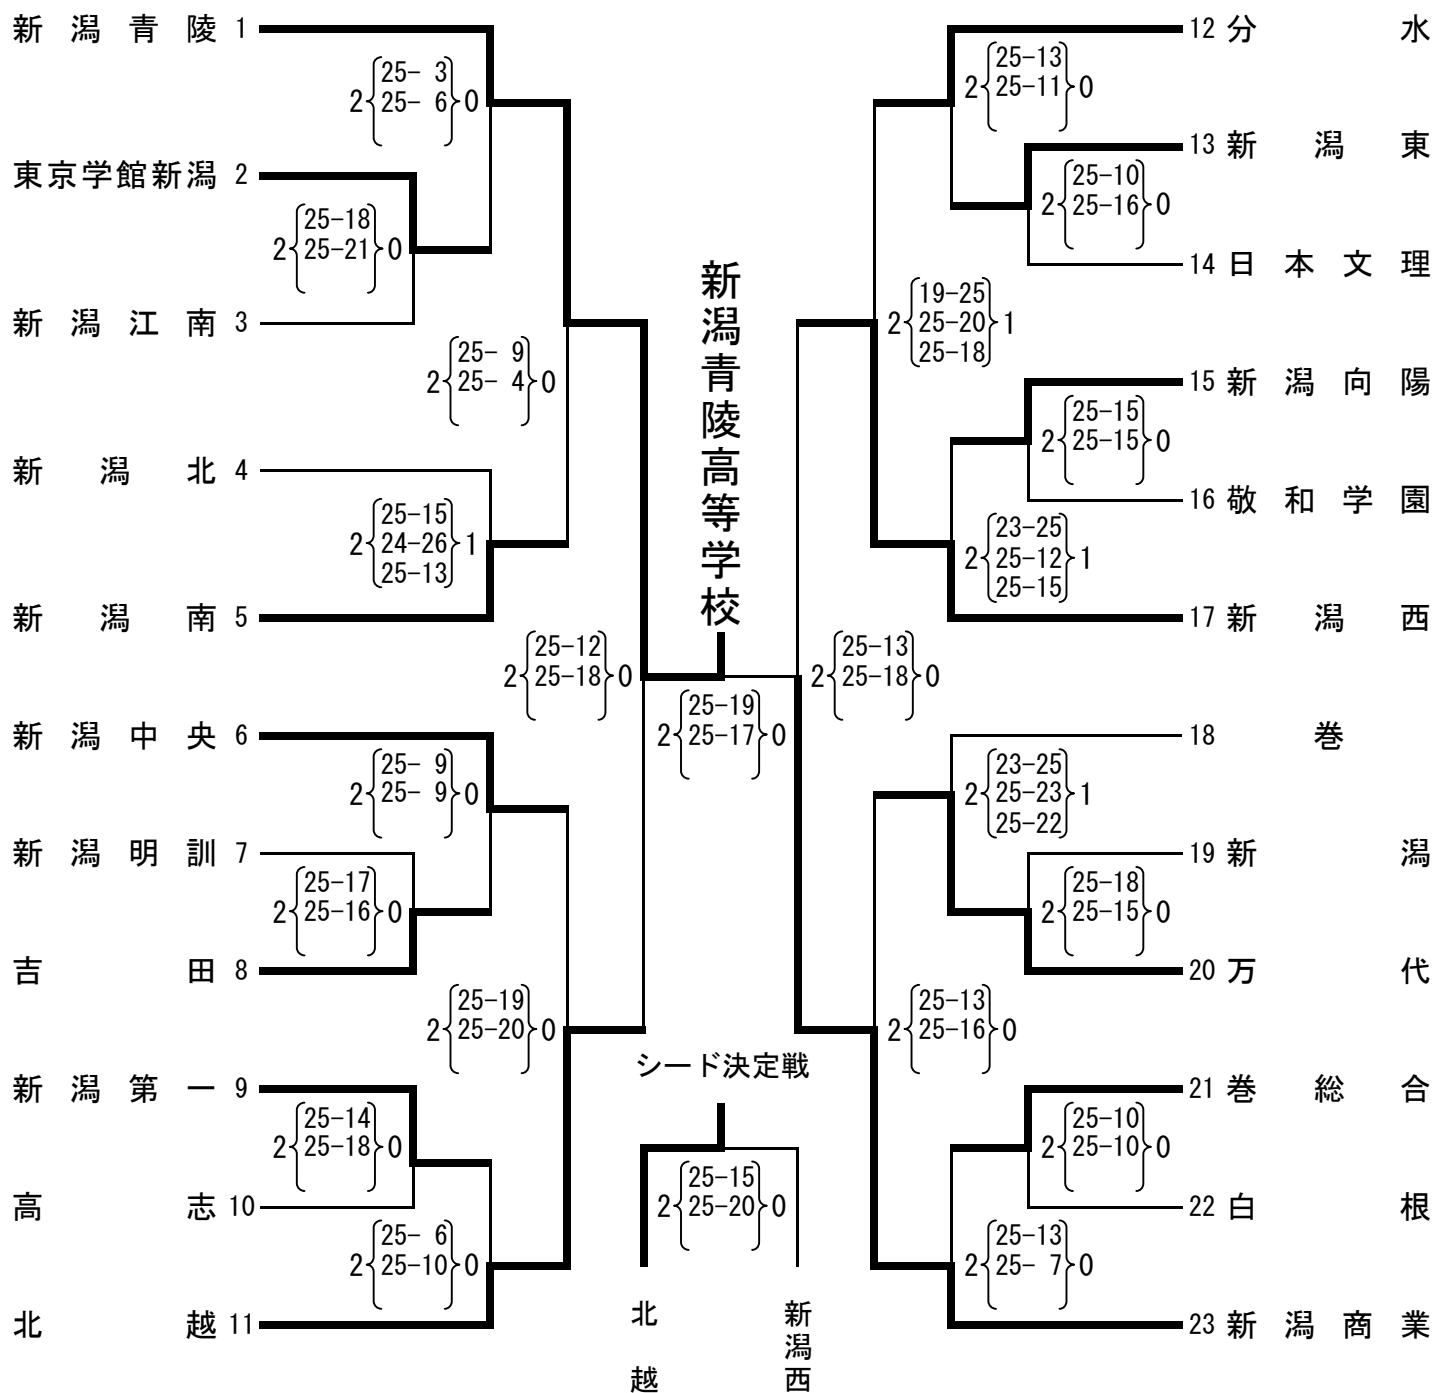 新潟青陵 1
2 25- 3 0
25- 6
東京学館新潟 2
2 25-18 0
25-21
新潟江南 3
2 25- 9 0
25- 4
新潟北 4
2 25-15 1
24-26
25-13
新潟南 5
2 25-12 0
25-18
新潟中央 6
2 25- 9 0
25- 9
新潟明訓 7
2 25-17 0
25-16
吉田 8
2 25-19 0
25-20
新潟第一 9
2 25-14 0
25-18
高志 10
2 25- 6 0
25-10
北越 11
新潟青陵高等学校
2 25-19 0
25-17
シード決定戦
2 25-15 0
25-20
北越
新潟西
12 分水
2 25-13 0
25-11
13 新潟東
2 25-10 0
25-16
14 日本文理
2 19-25 1
25-20
25-18
15 新潟向陽
2 25-15 0
25-15
16 敬和学園
2 23-25 1
25-12
25-15
17 新潟西
2 25-13 0
25-18
18 巻
2 23-25 1
25-23
25-22
19 新潟
2 25-18 0
25-15
20 万代
2 25-13 0
25-16
21 巻総合
2 25-10 0
25-10
22 白根
2 25-13 0
25- 7
23 新潟商業